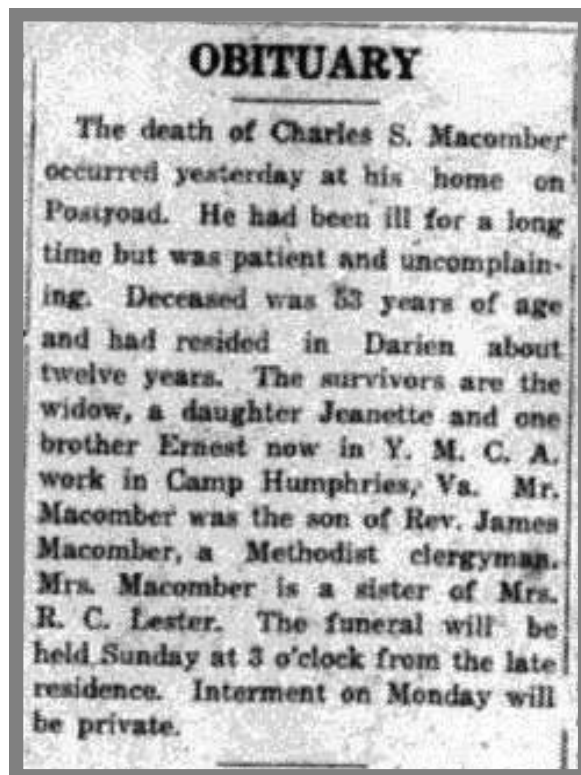 OBITUARY
The death of Charles S. Macomber
occurred yesterday at his home on
Postroad. He had been ill for a long
time but was patient and uncomplain-
ing. Deceased was 53 years of age
and had resided in Darien about
twelve years. The survivors are the
widow, a daughter Jeanette and one
brother Ernest now in Y. M. C. A.
work in Camp Humphries, Va. Mr.
Macomber was the son of Rev. James
Macomber, a Methodist clergyman.
Mrs. Macomber is a sister of Mrs.
R. C. Lester. The funeral will be
held Sunday at 3 o'clock from the late
residence. Interment on Monday will
be private.